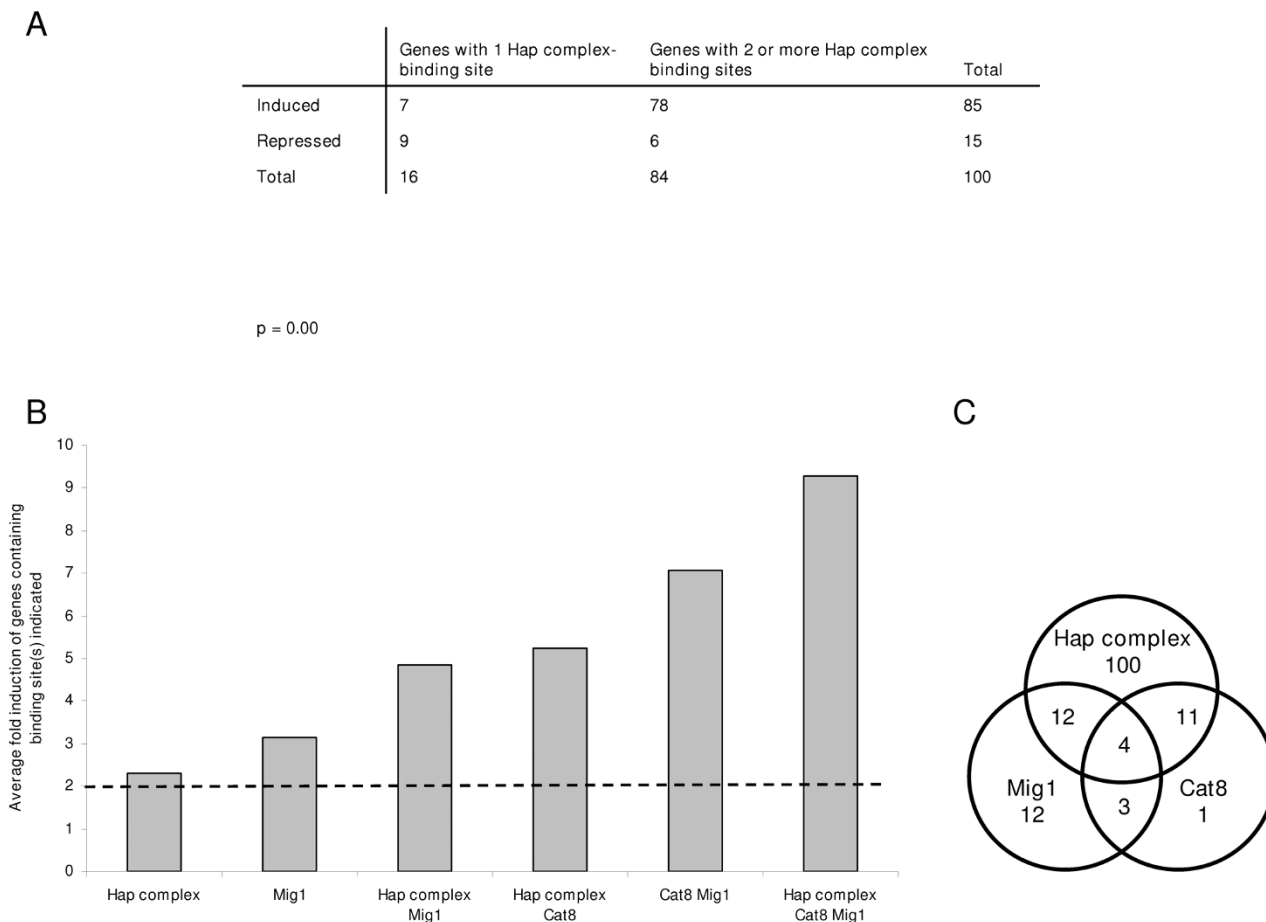 A
Genes with 1 Hap complex-
binding site
Genes with 2 or more Hap complex
binding sites
Total
Induced 7 78 85
Repressed 9 6 15
Total 16 84 100
p = 0.00
B
Average fold induction of genes containing
binding site(s) indicated
10
9
8
7
6
5
4
3
2
1
0
Hap complex
Mig1
Hap complex
Mig1
Hap complex
Cat8
Cat8 Mig1
Hap complex
Cat8 Mig1
C
Hap complex
100
12
4
11
Mig1
12
3
Cat8
1